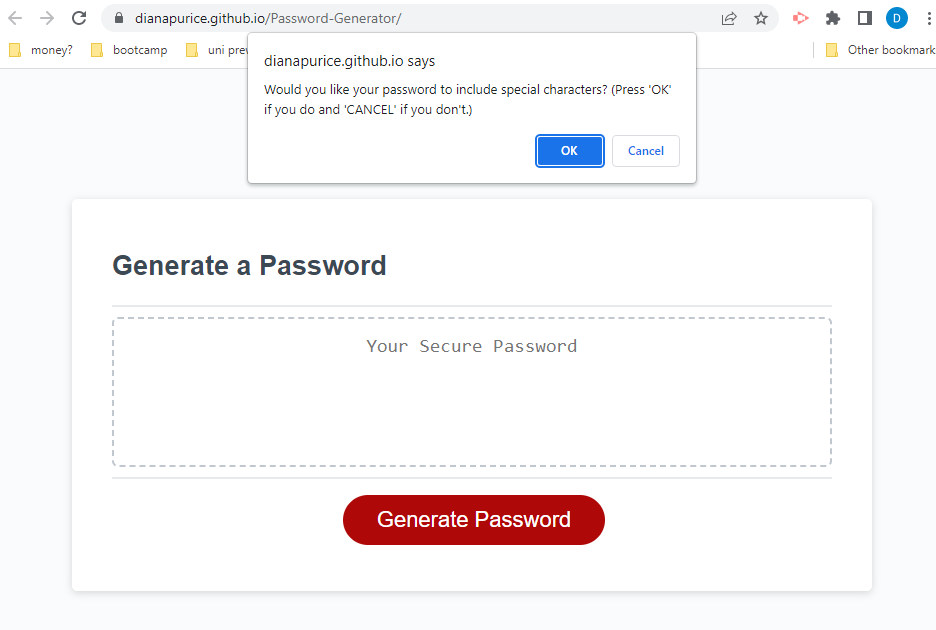 dianapurice.github.io/Password-Generator/
D
money?
bootcamp
uni prev
Other bookmark
dianapurice.github.io says
Would you like your password to include special characters? (Press 'OK'
if you do and 'CANCEL' if you don't.)
OK
Cancel
Generate a Password
Your Secure Password
Generate Password